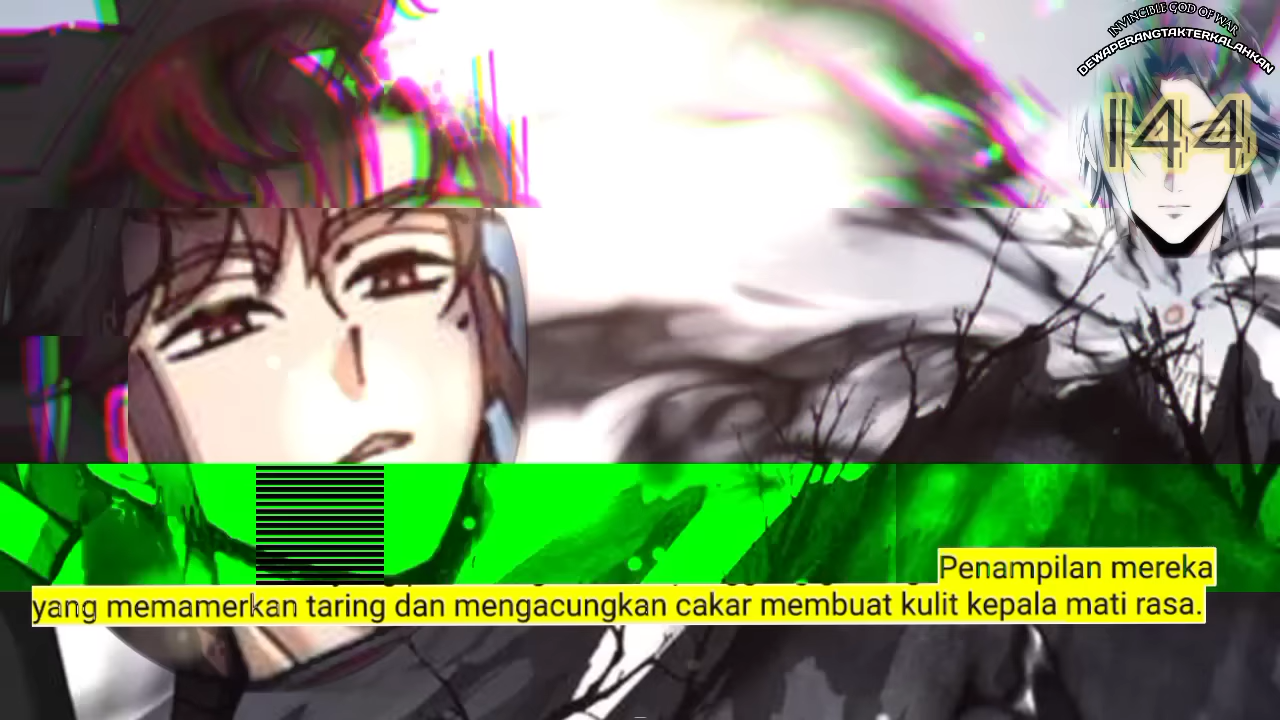 INVINCIBLE GOD OF WAR
DEWAPERANGTAKTERKALAHKAN
144
Penampilan mereka
yang memamerkan taring dan mengacungkan cakar membuat kulit kepala mati rasa.